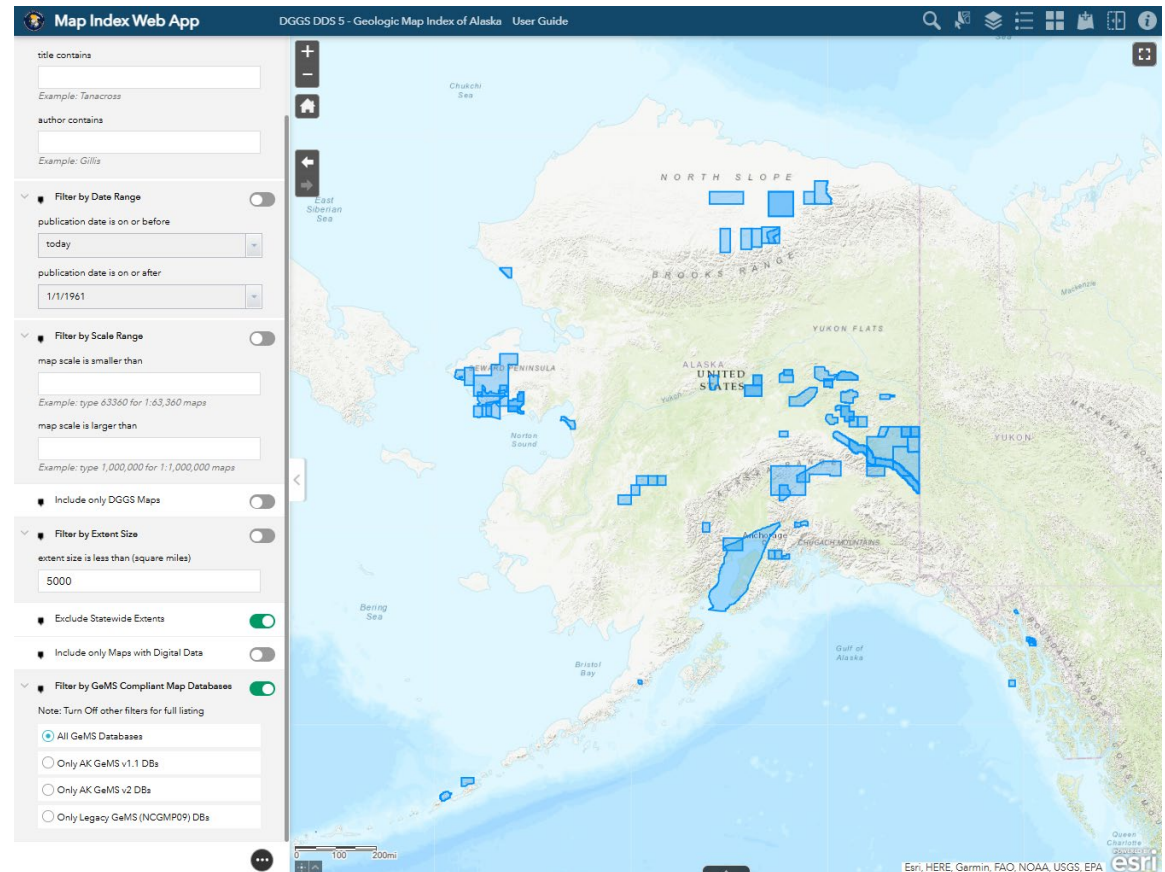 Map Index Web App
DGGS DDS 5 - Geologic Map Index of Alaska User Guide
title contains
Example: Tanacross
author contains
Example: Gillis
Filter by Date Range
publication date is on or before
today
publication date is on or after
1/1/1961
Filter by Scale Range
map scale is smaller than
Example: type 63360 for 1:63,360 maps
map scale is larger than
Example: type 1,000,000 for 1:1,000,000 maps
Include only DGGS Maps
Filter by Extent Size
extent size is less than (square miles)
5000
Exclude Statewide Extents
Include only Maps with Digital Data
Filter by GeMS Compliant Map Databases
Note: Turn Off other filters for full listing
All GeMS Databases
Only AK GeMS v1.1 DBs
Only AK GeMS v2 DBs
Only Legacy GeMS (NCGMP09) DBs
Sea
Chukchi
Sea
NORTH SLOPE
East
Siberian
Sea
BROOKS RANGE
Mackenzie
YUKON FLATS
SEWARD PENINSULA
ALASKA
UNITED
STATES
Yukon
Norton
Sound
YUKON
MACKENZIE
ALASKA RANGE
Anchorage
CHUGACH MOUNTAINS
Bering
Sea
Gulf of
Alaska
Bristol
Bay
Queen
Charlotte
0 100 200mi
Esri, HERE, Garmin, FAO, NOAA, USGS, EPA
POWERED BY
esri